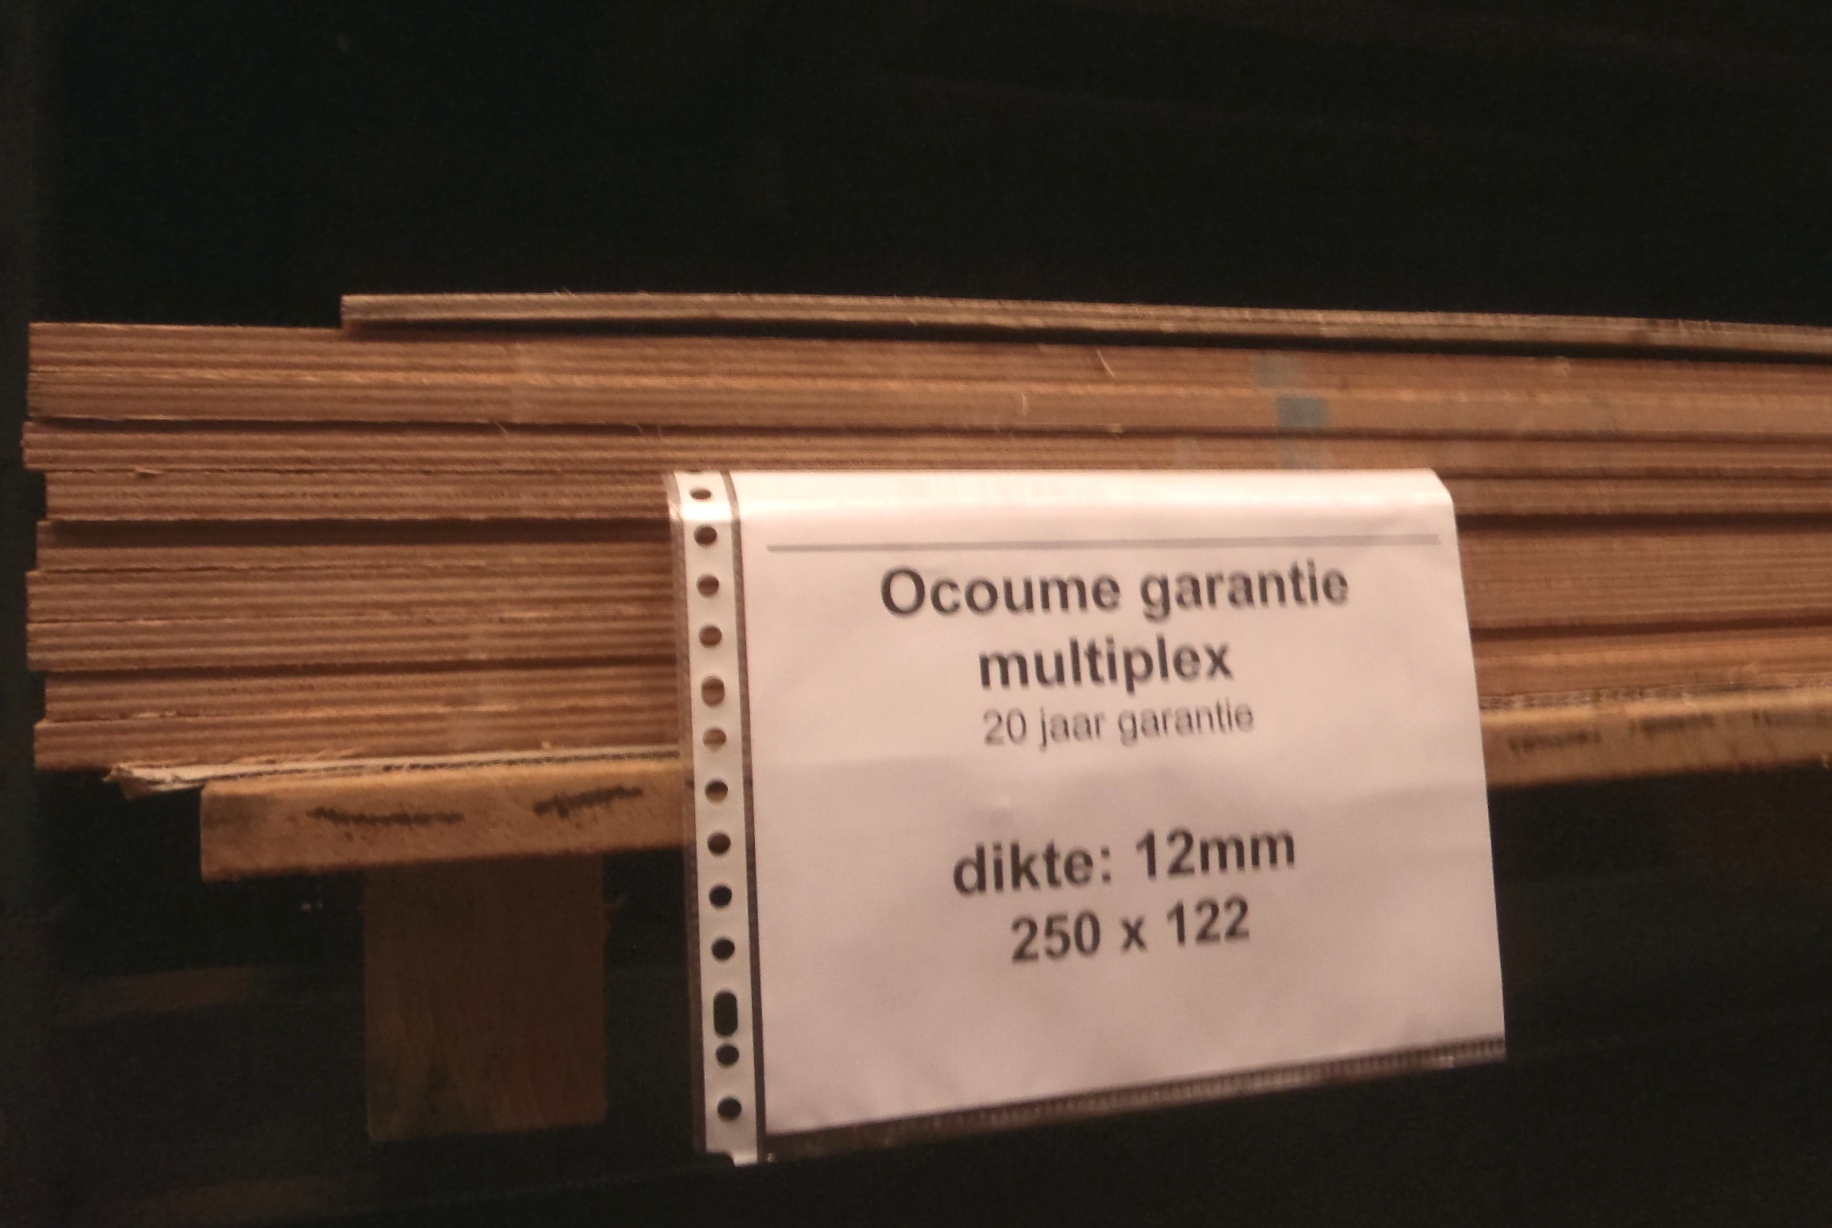 Ocoume garantie
multiplex
20 jaar garantie
dikte: 12mm
250 x 122